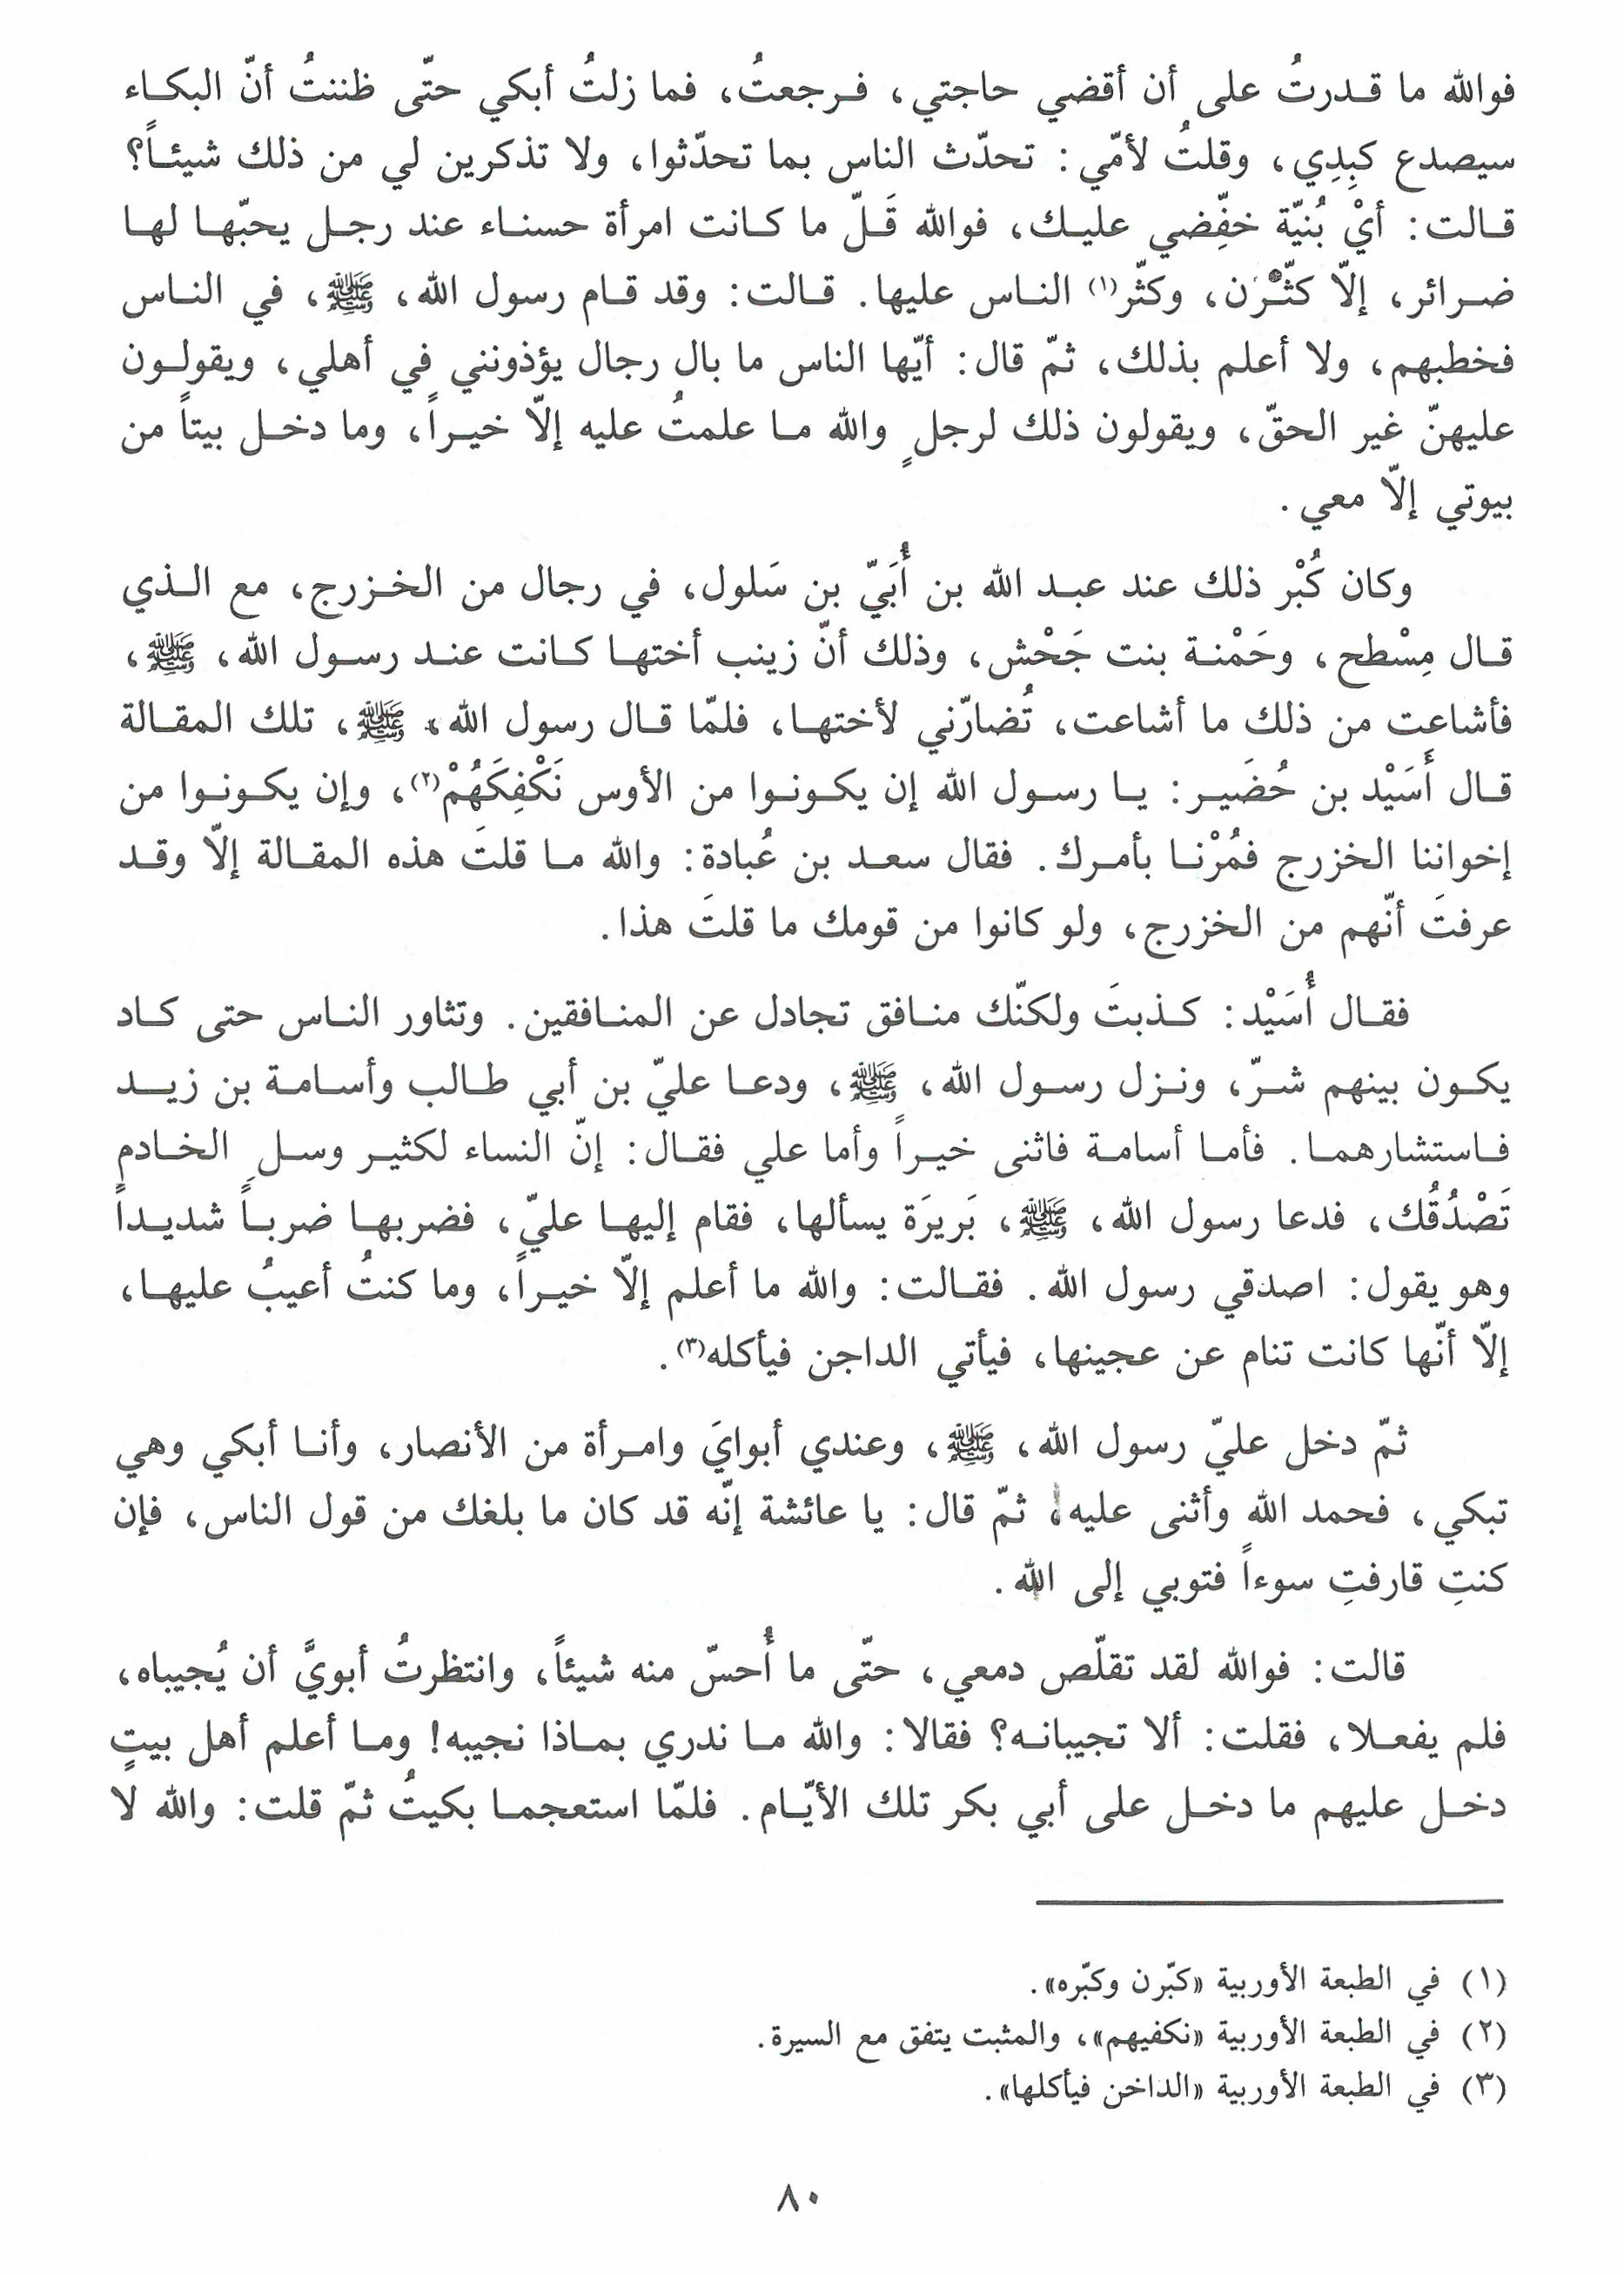 فوالله ما قدرتُ على أن أقضي حاجتي، فرجعتُ، فما زلتُ أبكي حتّى ظننتُ أنّ البكاء
سيصدع كبِدِي، وقلتُ لأمّي: تحدّث الناس بما تحدّثوا، ولا تذكرين لي من ذلك شيئاً؟
قالت: أيْ بُنيّة خفِّضي عليك، فوالله قَلّ ما كانت امرأة حسناء عند رجل يحبّها لها
ضرائر، إلّا كثّرن، وكثّر(١) الناس عليها. قالت: وقد قام رسول الله، ﷺ، في الناس
فخطبهم، ولا أعلم بذلك، ثمّ قال: أيّها الناس ما بال رجال يؤذونني في أهلي، ويقولون
عليهنّ غير الحقّ، ويقولون ذلك لرجلٍ والله ما علمتُ عليه إلّا خيراً، وما دخل بيتاً من
بيوتي إلّا معي.
وكان كُبْر ذلك عند عبد الله بن أُبَيّ بن سَلول، في رجال من الخزرج، مع الذي
قال مِسْطح، وحَمْنة بنت جَحْش، وذلك أنّ زينب أختها كانت عند رسول الله، ﷺ،
فأشاعت من ذلك ما أشاعت، تُضارّني لأختها، فلمّا قال رسول الله، ﷺ، تلك المقالة
قال أَسَيْد بن حُضَير: يا رسول الله إن يكونوا من الأوس نَكْفِكَهُمْ(٢)، وإن يكونوا من
إخواننا الخزرج فمُرْنا بأمرك. فقال سعد بن عُبادة: والله ما قلتَ هذه المقالة إلّا وقد
عرفتَ أنّهم من الخزرج، ولو كانوا من قومك ما قلتَ هذا.
فقال أُسَيْد: كذبتَ ولكنّك منافق تجادل عن المنافقين. وتثاور الناس حتى كاد
يكون بينهم شرّ، ونزل رسول الله، ﷺ، ودعا عليّ بن أبي طالب وأسامة بن زيد
فاستشارهما. فأما أسامة فاثنى خيراً وأما علي فقال: إنّ النساء لكثير وسلِ الخادم
تَصْدُقُك، فدعا رسول الله، ﷺ، بَريرَة يسألها، فقام إليها عليّ، فضربها ضرباً شديداً
وهو يقول: اصدقي رسول الله. فقالت: والله ما أعلم إلّا خيراً، وما كنتُ أعيبُ عليها،
إلّا أنّها كانت تنام عن عجينها، فيأتي الداجن فيأكله(٣).
ثمّ دخل عليّ رسول الله، ﷺ، وعندي أبوايَ وامرأة من الأنصار، وأنا أبكي وهي
تبكي، فحمد الله وأثنى عليه، ثمّ قال: يا عائشة إنّه قد كان ما بلغك من قول الناس، فإن
كنتِ قارفتِ سوءاً فتوبي إلى الله.
قالت: فوالله لقد تقلّص دمعي، حتّى ما أُحسّ منه شيئاً، وانتظرتُ أبويَّ أن يُجيباه،
فلم يفعلا، فقلت: ألا تجيبانه؟ فقالا: والله ما ندري بماذا نجيبه! وما أعلم أهل بيتٍ
دخل عليهم ما دخل على أبي بكر تلك الأيّام. فلمّا استعجما بكيتُ ثمّ قلت: والله لا
(١) في الطبعة الأوربية «كبّرن وكبّره».
(٢) في الطبعة الأوربية «نكفيهم»، والمثبت يتفق مع السيرة.
(٣) في الطبعة الأوربية «الداخن فيأكلها».
٨٠